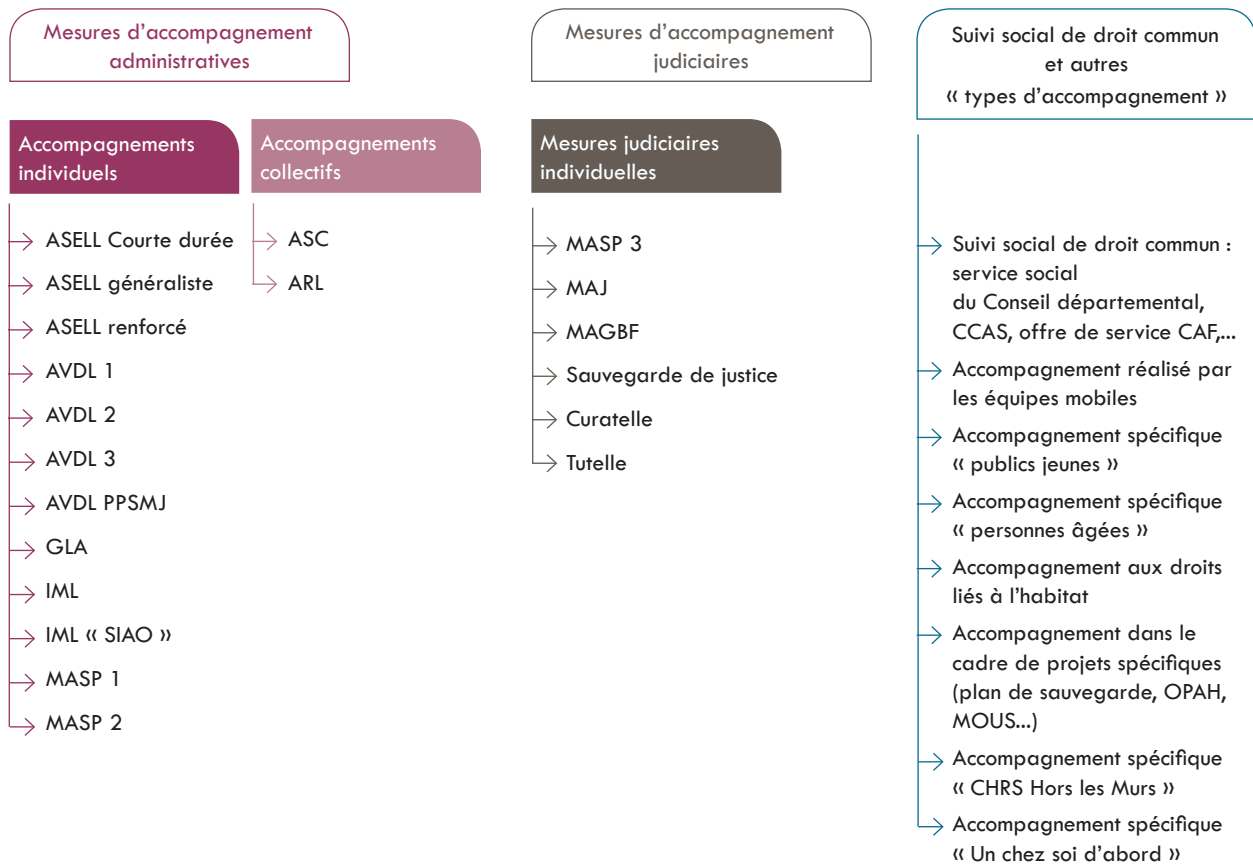 Mesures d’accompagnement
administratives
Accompagnements
individuels
ASELL Courte durée
ASELL généraliste
ASELL renforcé
AVDL 1
AVDL 2
AVDL 3
AVDL PPSMJ
GLA
IML
IML « SIAO »
MASP 1
MASP 2
Accompagnements
collectifs
ASC
ARL
Mesures d’accompagnement
judiciaires
Mesures judiciaires
individuelles
MASP 3
MAJ
MAGBF
Sauvegarde de justice
Curatelle
Tutelle
Suivi social de droit commun
et autres
« types d’accompagnement »
Suivi social de droit commun :
service social
du Conseil départemental,
CCAS, offre de service CAF,...
Accompagnement réalisé par
les équipes mobiles
Accompagnement spécifique
« publics jeunes »
Accompagnement spécifique
« personnes âgées »
Accompagnement aux droits
liés à l’habitat
Accompagnement dans le
cadre de projets spécifiques
(plan de sauvegarde, OPAH,
MOUS...)
Accompagnement spécifique
« CHRS Hors les Murs »
Accompagnement spécifique
« Un chez soi d’abord »